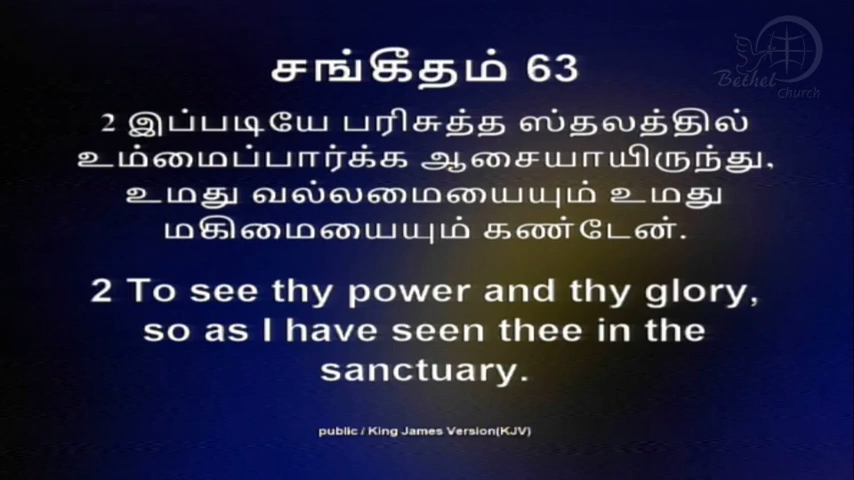 Bethel
Church
சங்கீதம் 63
2 இப்படியே பரிசுத்த ஸ்தலத்தில்
உம்மைப்பார்க்க ஆசையாயிருந்து,
உமது வல்லமையையும் உமது
மகிமையையும் கண்டேன்.
2 To see thy power and thy glory,
so as I have seen thee in the
sanctuary.
public / King James Version(KJV)